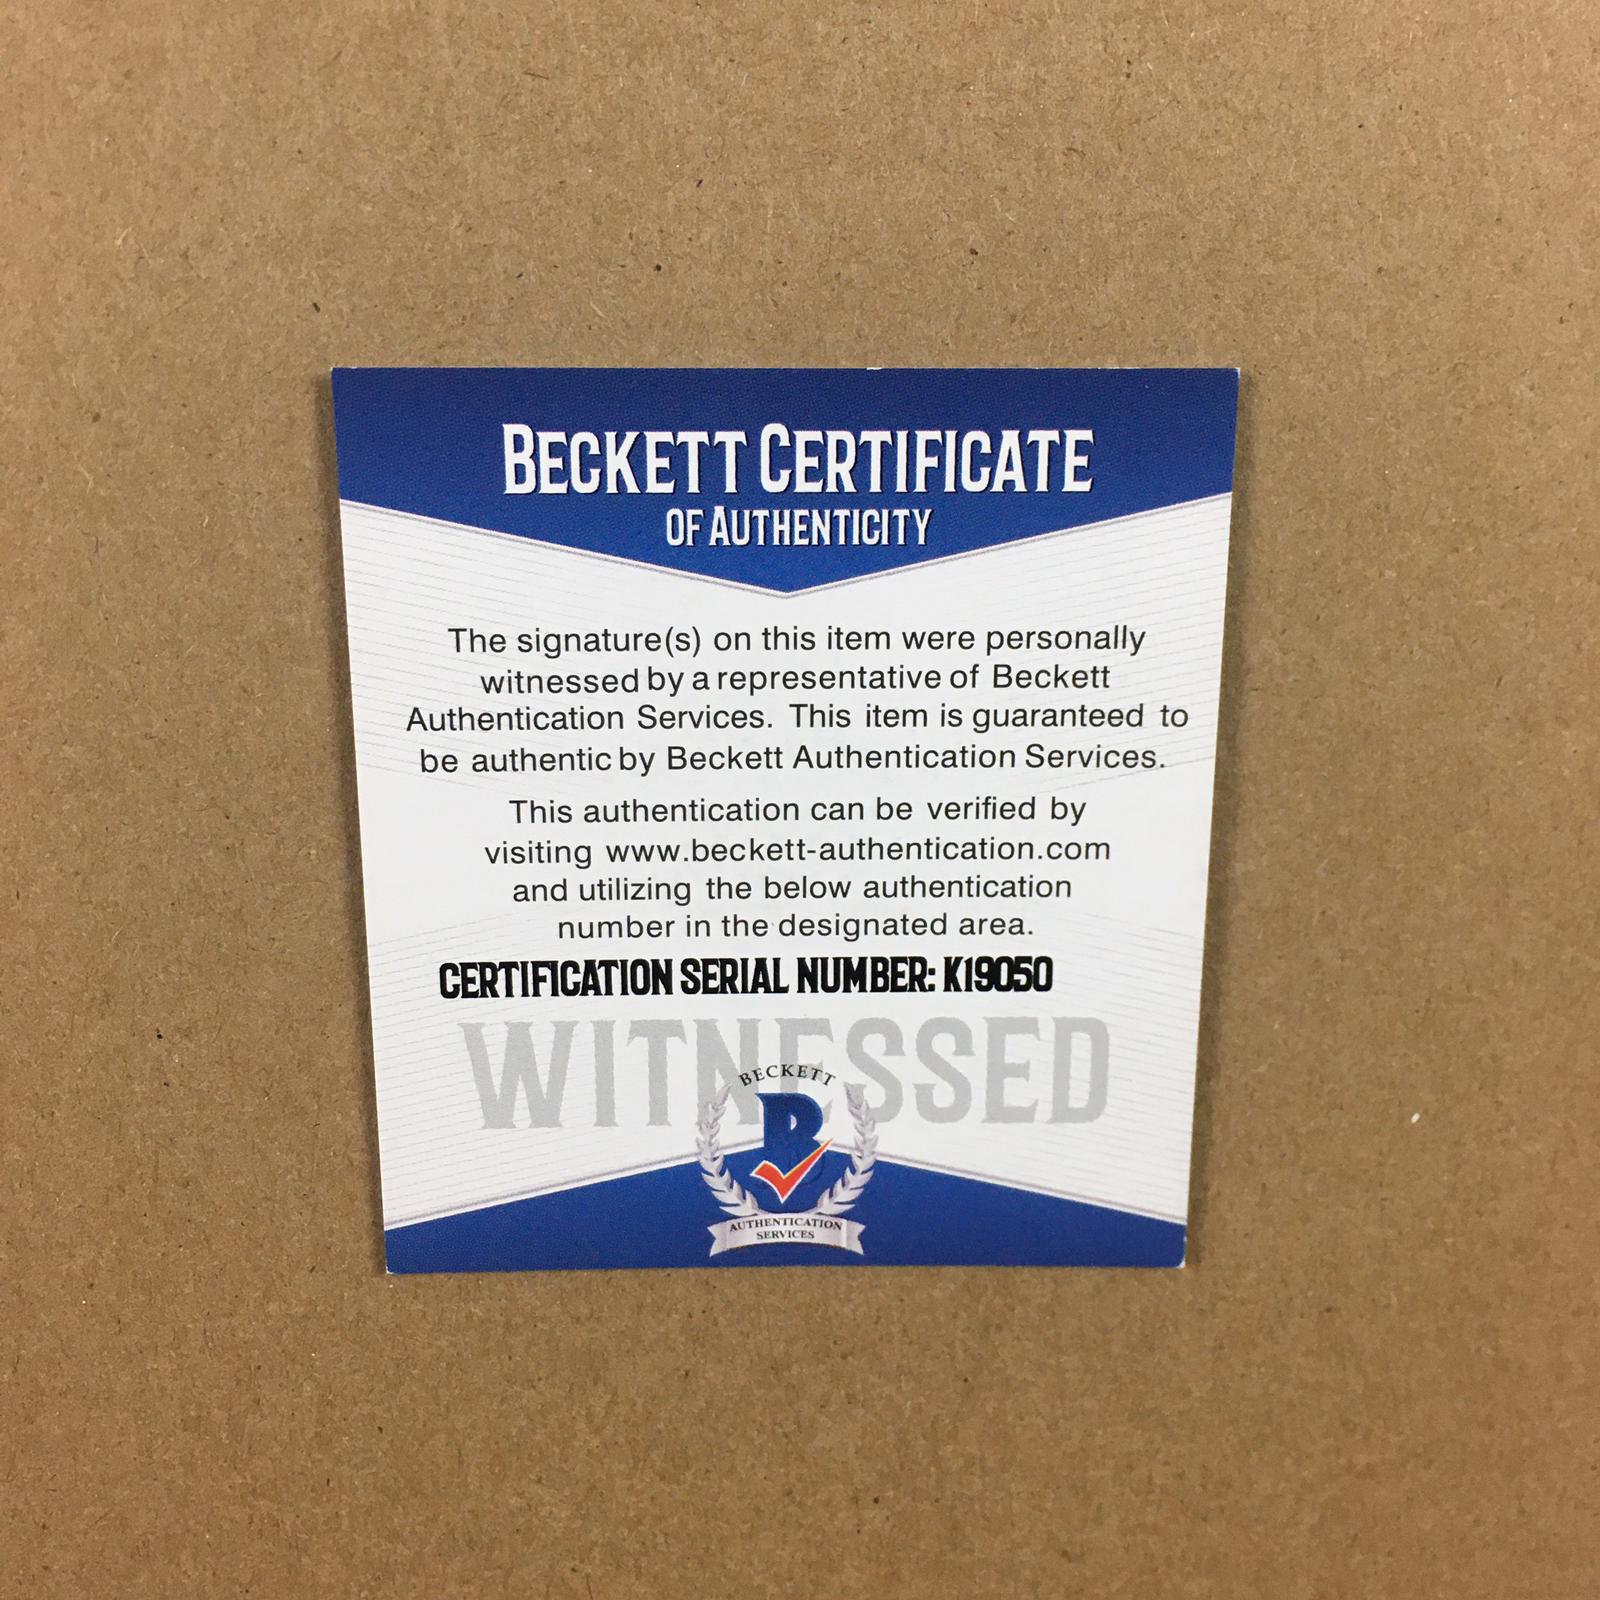 BECKETT CERTIFICATE
OF AUTHENTICITY
The signature(s) on this item were personally
witnessed by a representative of Beckett
Authentication Services. This item is guaranteed to
be authentic by Beckett Authentication Services.
This authentication can be verified by
visiting www.beckett-authentication.com
and utilizing the below authentication
number in the designated area.
CERTIFICATION SERIAL NUMBER: K19050
WITNESSED
BECKETT
B
AUTHENTICATION
SERVICES